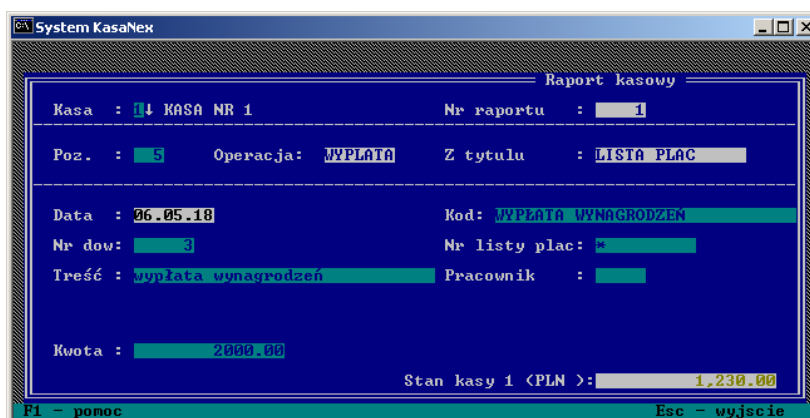 System KasaNex
Raport kasowy
Kasa : 1↓ KASA NR 1 Nr raportu : 1
Poz. : 5 Operacja: WYPLATA Z tytulu : LISTA PLAC
Data : 06.05.18 Kod: WYPŁATA WYNAGRODZEŃ
Nr dow: 3 Nr listy plac: *
Treść : wypłata wynagrodzeń Pracownik :
Kwota : 2000.00
Stan kasy 1 (PLN ): 1,230.00
F1 - pomoc Esc - wyjscie